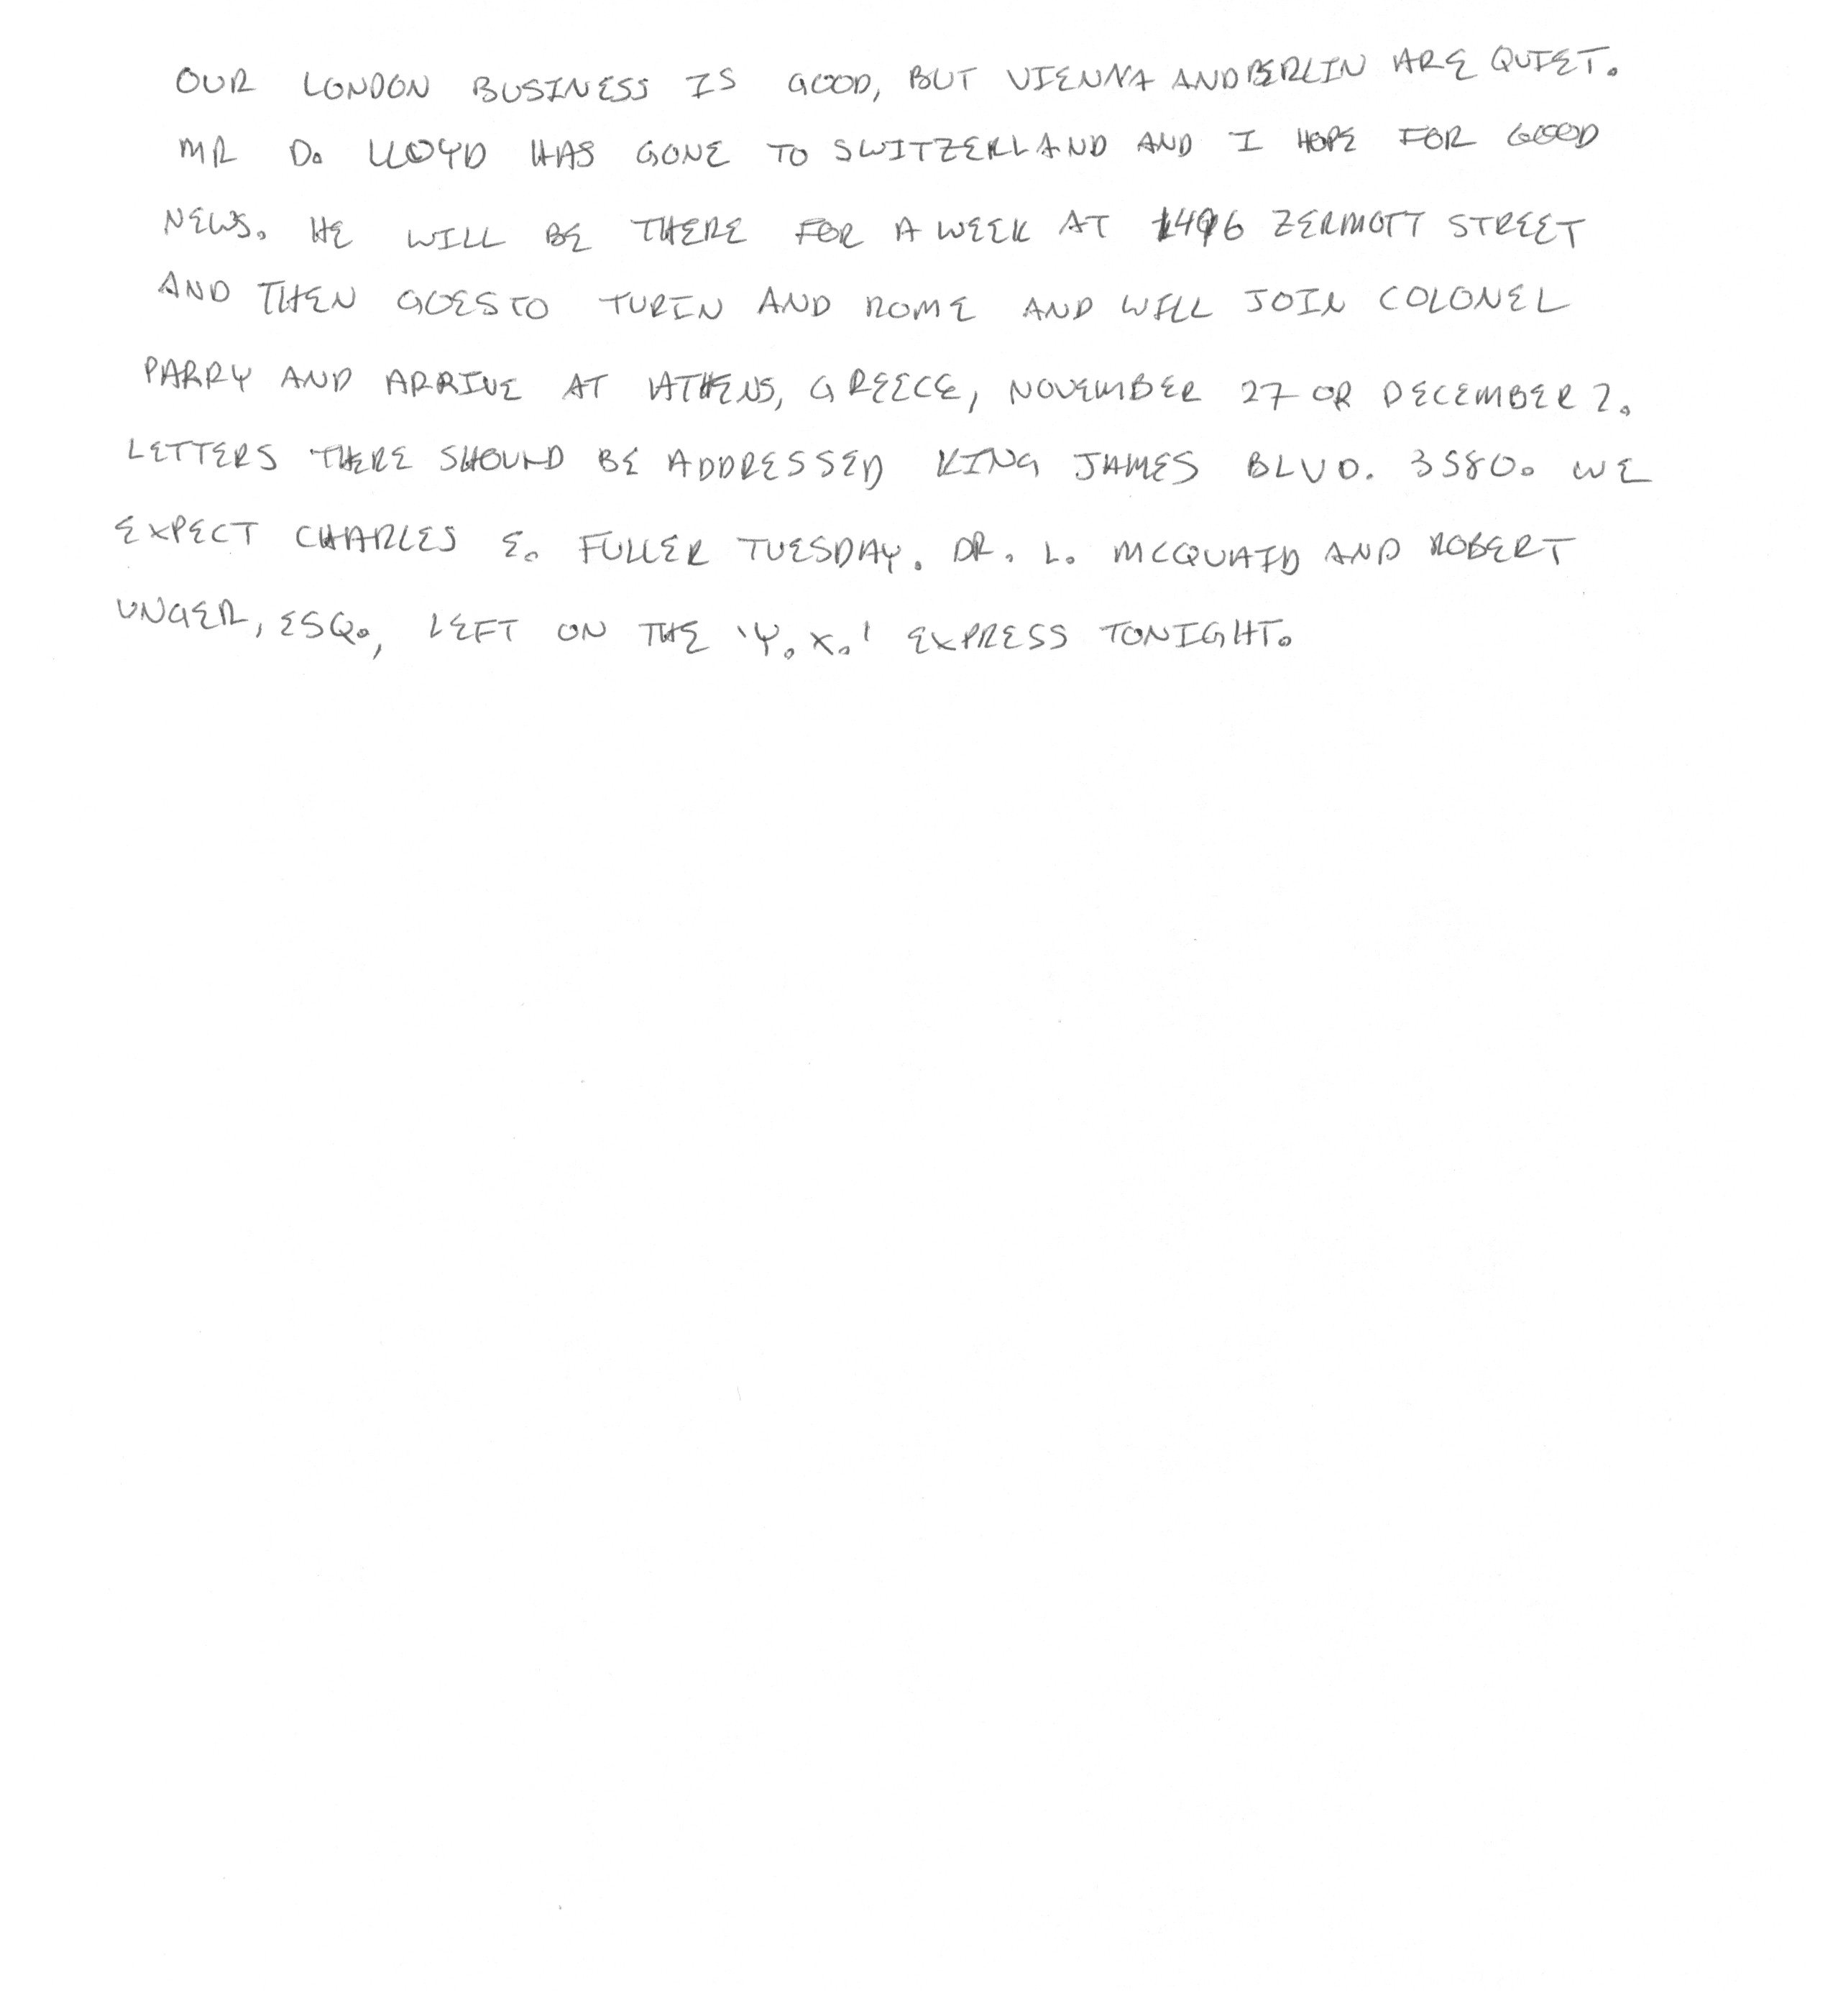 OUR LONDON BUSINESS IS GOOD, BUT VIENNA AND BERLIN ARE QUIET.
MR D. LLOYD HAS GONE TO SWITZERLAND AND I HOPE FOR GOOD
NEWS. HE WILL BE THERE FOR A WEEK AT 1496 ZERMOTT STREET
AND THEN GOES TO TURIN AND ROME AND WILL JOIN COLONEL
PARRY AND ARRIVE AT ATHENS, GREECE, NOVEMBER 27 OR DECEMBER 2.
LETTERS THERE SHOULD BE ADDRESSED KING JAMES BLVD. 3580. WE
EXPECT CHARLES E. FULLER TUESDAY. DR. L. MCQUAID AND ROBERT
UNGER, ESQ., LEFT ON THE 'Y.X.' EXPRESS TONIGHT.